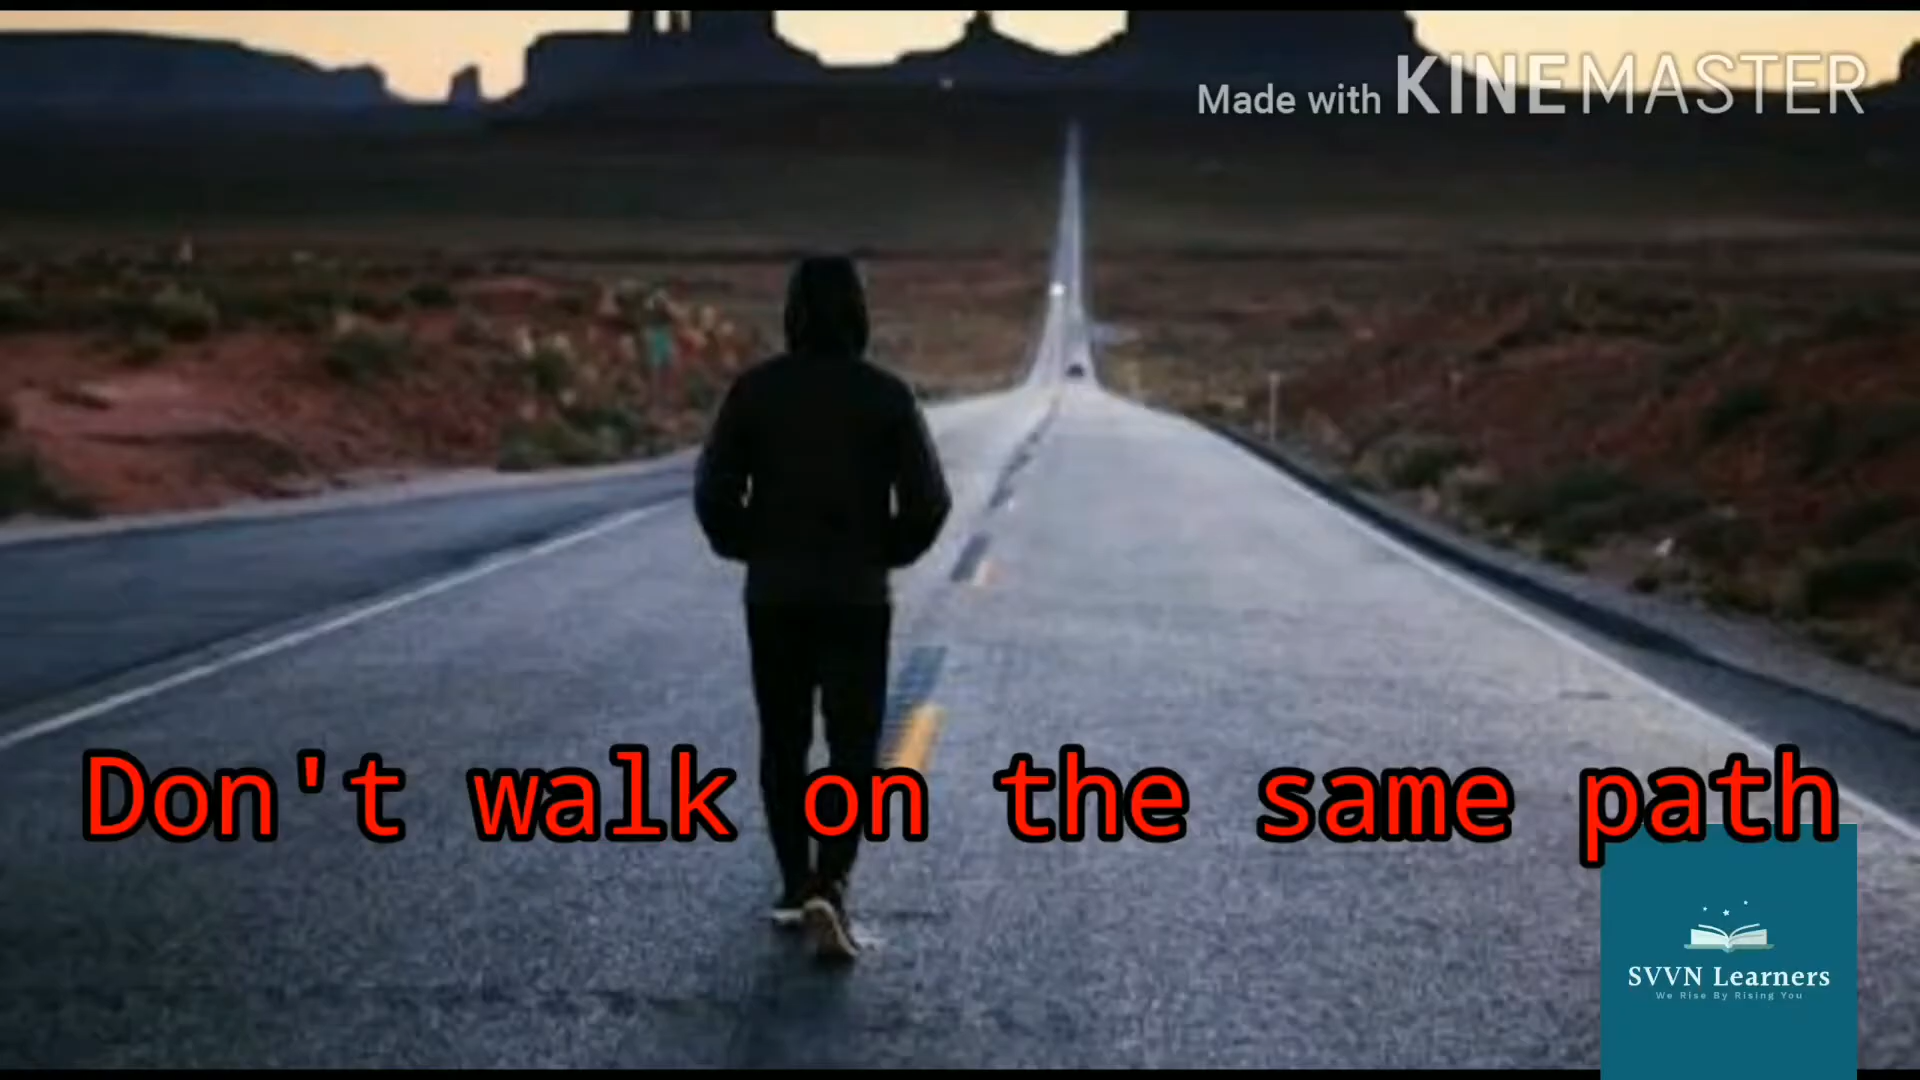 Made with KINEMASTER
Don't walk on the same path
SVVN Learners
We Rise By Rising You